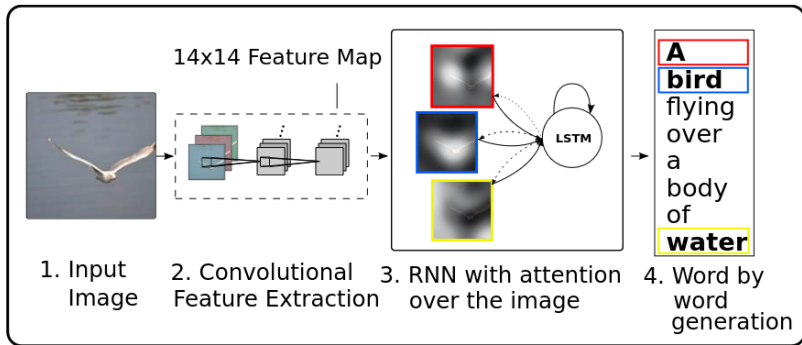 14x14 Feature Map
LSTM
A
bird
flying
over
a
body
of
water
1. Input
Image
2. Convolutional
Feature Extraction
3. RNN with attention
over the image
4. Word by
word
generation